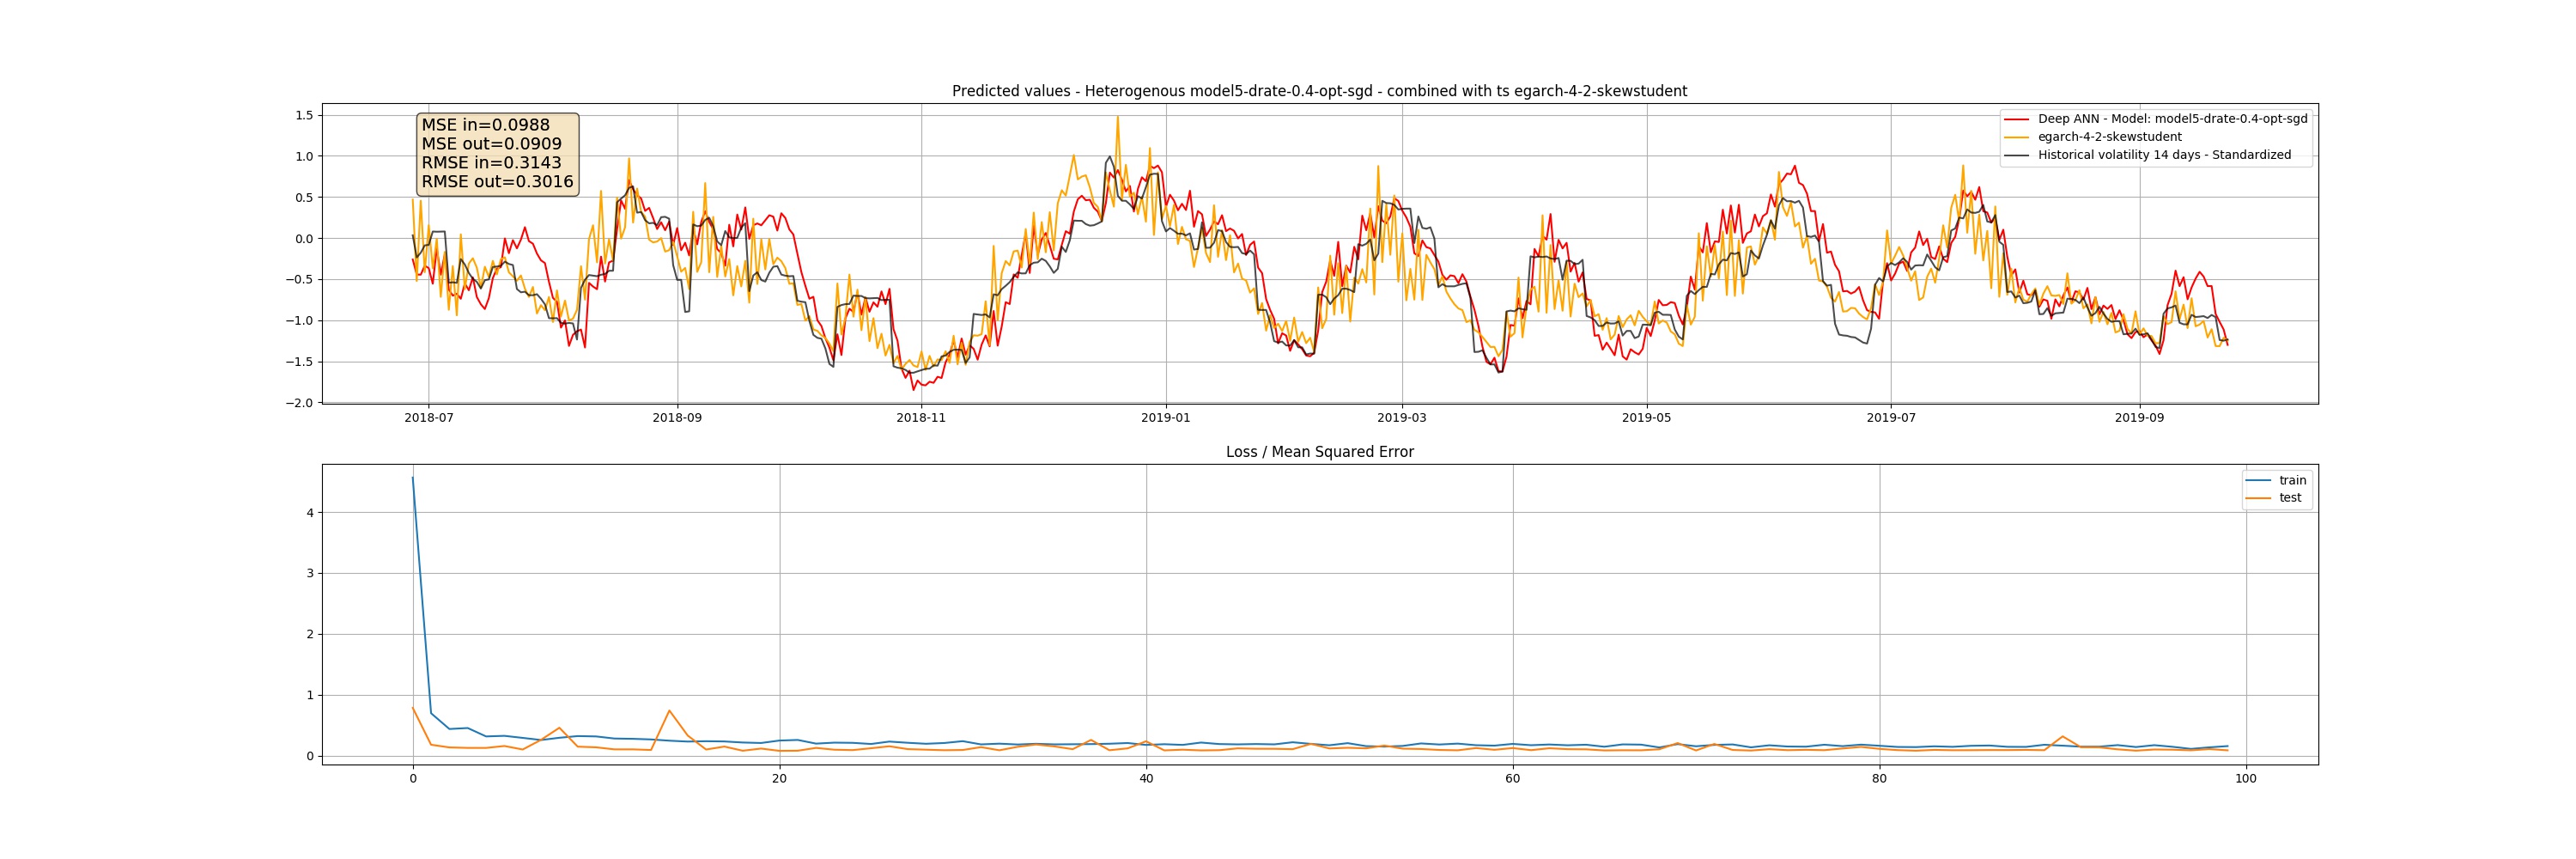 Predicted values - Heterogenous model5-drate-0.4-opt-sgd - combined with ts egarch-4-2-skewstudent
1.5
1.0
0.5
0.0
−0.5
−1.0
−1.5
−2.0
MSE in=0.0988
MSE out=0.0909
RMSE in=0.3143
RMSE out=0.3016
Deep ANN - Model: model5-drate-0.4-opt-sgd
egarch-4-2-skewstudent
Historical volatility 14 days - Standardized
2018-07 2018-09 2018-11 2019-01 2019-03 2019-05 2019-07 2019-09
Loss / Mean Squared Error
4
3
2
1
0
train
test
0 20 40 60 80 100